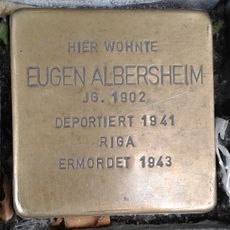 HIER WOHNTE
EUGEN ALBERSHEIM
JG. 1902
DEPORTIERT 1941
RIGA
ERMORDET 1943